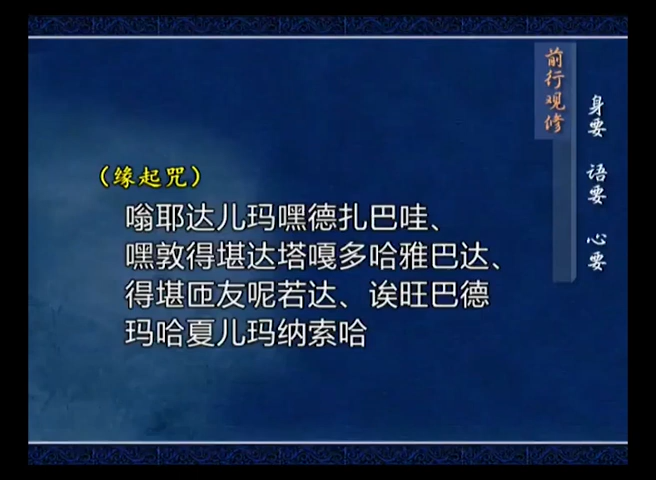 前行观修
身要 语要 心要
（缘起咒）
嗡耶达儿玛嘿德扎巴哇、
嘿敦得堪达塔嘎多哈雅巴达、
得堪匝友呢若达、诶旺巴德
玛哈夏儿玛纳索哈